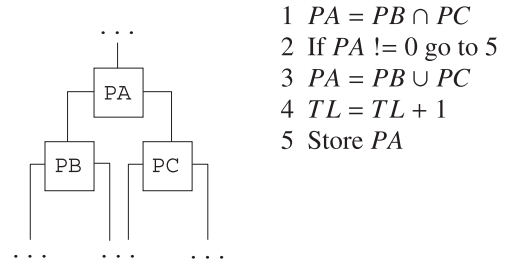 ...
PA
PB PC
... ... ...
1 PA = PB ∩ PC
2 If PA != 0 go to 5
3 PA = PB ∪ PC
4 TL = TL + 1
5 Store PA